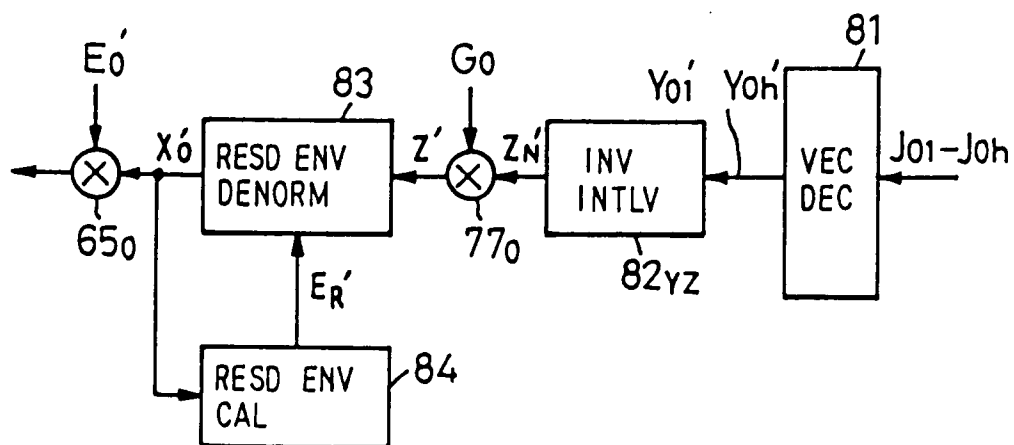 E0'
83
G0
81
X0'
RESD ENV
DENORM
Z'
ZN'
INV
INTLV
Y01'
Y0h'
VEC
DEC
J01-J0h
650
770
82YZ
ER'
RESD ENV
CAL
84